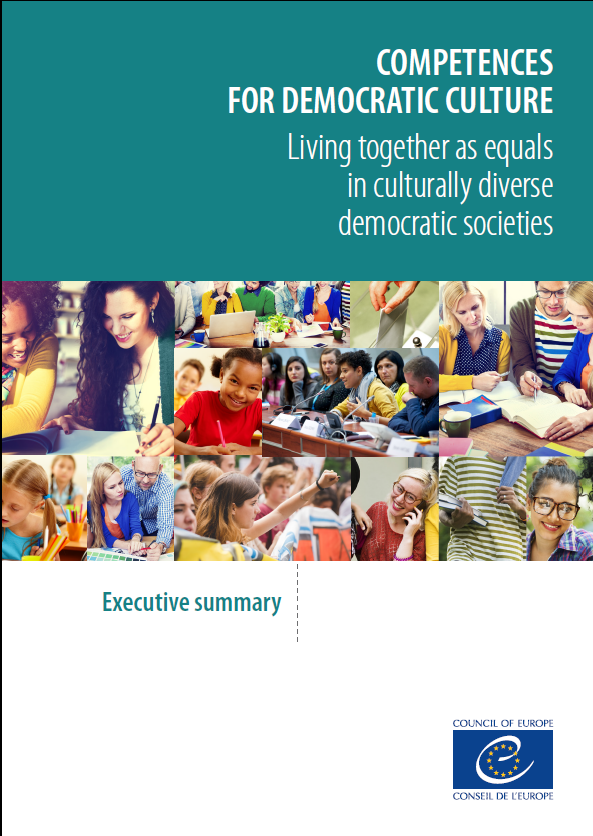 COMPETENCES
FOR DEMOCRATIC CULTURE
Living together as equals
in culturally diverse
democratic societies
Executive summary
COUNCIL OF EUROPE
CONSEIL DE L'EUROPE